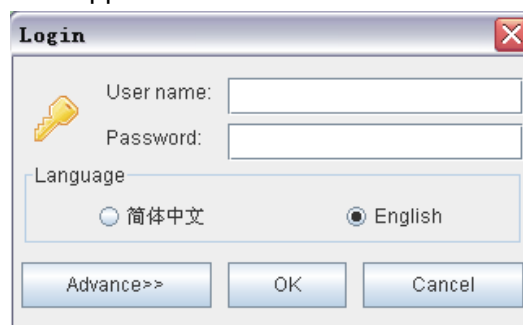 Login
User name:
Password:
Language
简体中文 English
Advance>> OK Cancel